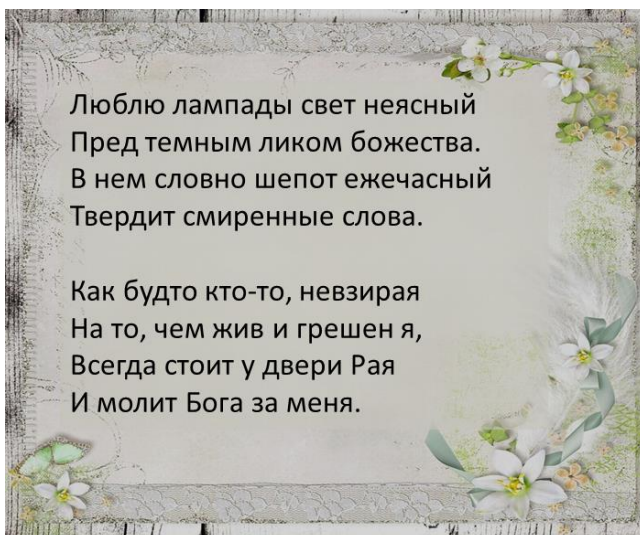 Люблю лампады свет неясный
Пред темным ликом божества.
В нем словно шепот ежечасный
Твердит смиренные слова.
Как будто кто-то, невзирая
На то, чем жив и грешен я,
Всегда стоит у двери Рая
И молит Бога за меня.